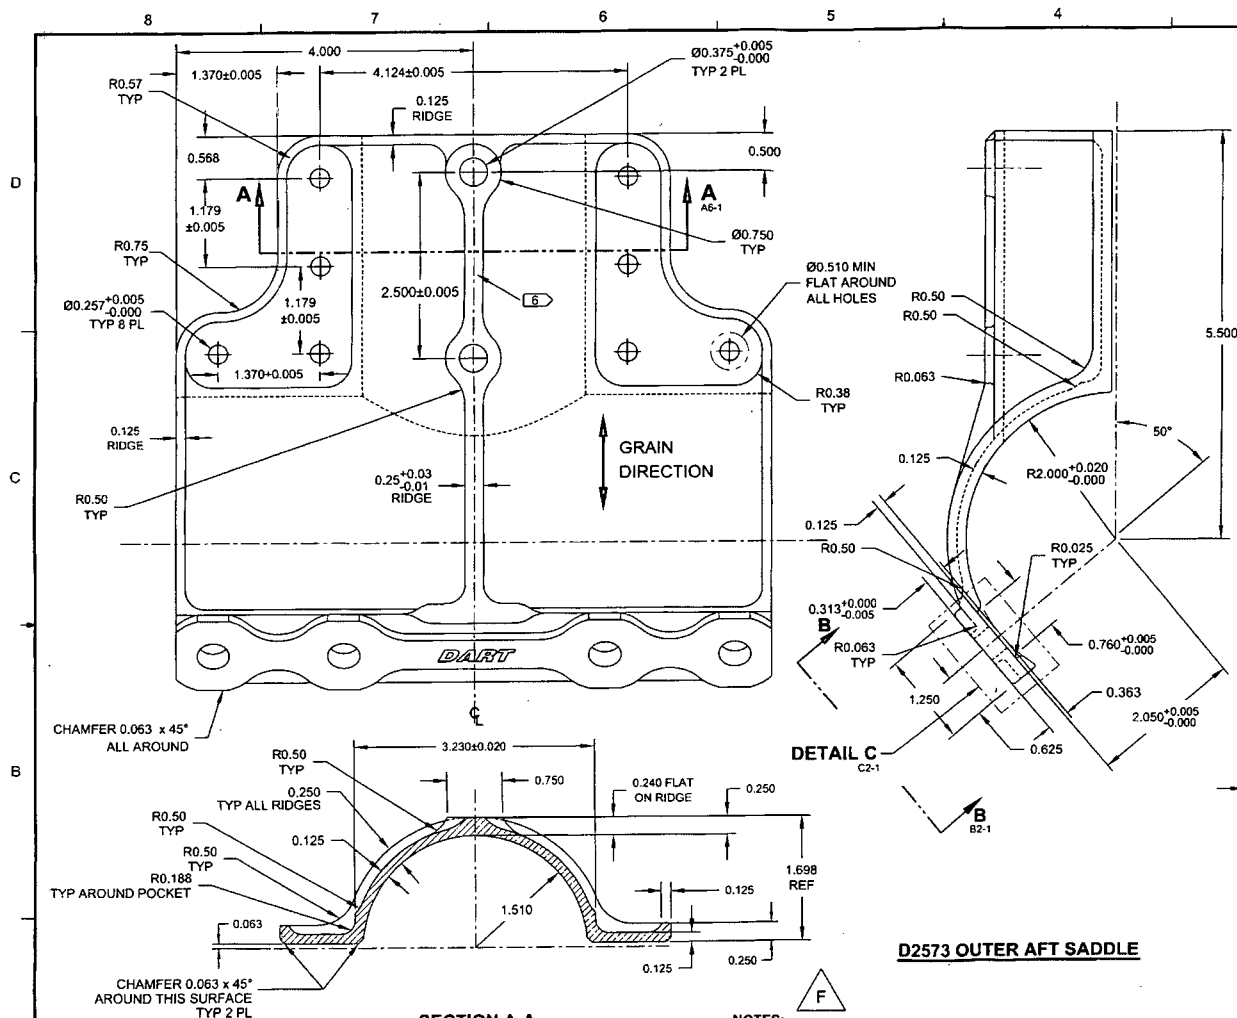 8 7 6 5 4
D
C
B
4.000
1.370±0.005
4.124±0.005
Ø0.375+0.005
-0.000
TYP 2 PL
R0.57
TYP
0.125
RIDGE
0.568
0.500
A
A
A6-1
1.179
±0.005
Ø0.750
TYP
R0.75
TYP
Ø0.510 MIN
FLAT AROUND
ALL HOLES
2.500±0.005
6
Ø0.257+0.005
-0.000
TYP 8 PL
1.179
±0.005
1.370±0.005
R0.38
TYP
0.125
RIDGE
GRAIN
DIRECTION
0.25+0.03
-0.01
RIDGE
R0.50
TYP
DART
CHAMFER 0.063 x 45°
ALL AROUND
℄
R0.50
R0.50
5.500
R0.063
50°
0.125
R2.000+0.020
-0.000
0.125
R0.50
R0.025
TYP
0.313+0.000
-0.005
B
R0.063
TYP
0.760+0.005
-0.000
1.250
0.363
2.050+0.005
-0.000
0.625
DETAIL C
C2-1
B
B2-1
3.230±0.020
R0.50
TYP
0.750
0.240 FLAT
ON RIDGE
0.250
0.250
TYP ALL RIDGES
R0.50
TYP
0.125
R0.50
TYP
R0.188
TYP AROUND POCKET
1.698
REF
0.125
1.510
0.063
0.125
0.250
CHAMFER 0.063 x 45°
AROUND THIS SURFACE
TYP 2 PL
D2573 OUTER AFT SADDLE
F
SECTION A-A
NOTES: